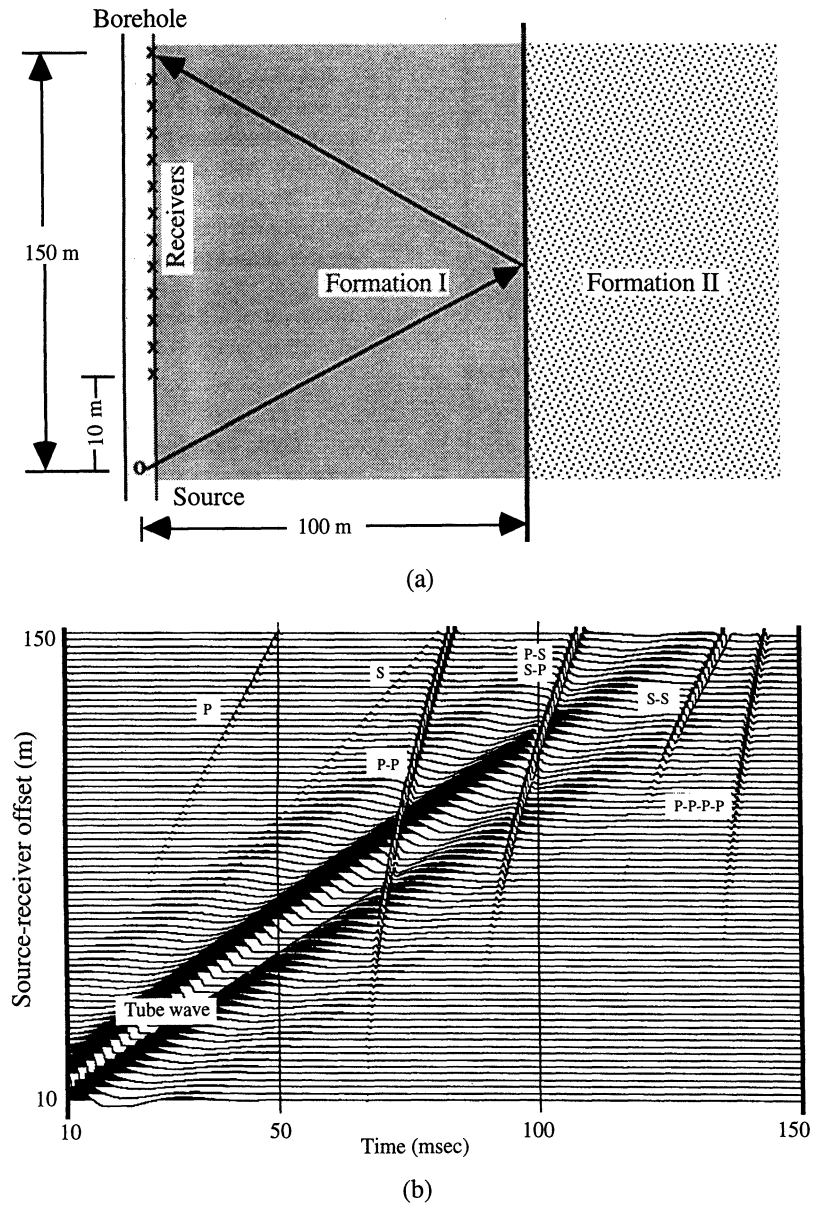 Borehole
Receivers
150 m
Formation I
Formation II
10 m
Source
100 m
(a)
150
P-S
S-P
S
P
S-S
P-P
P-P-P-P
Source-receiver offset (m)
Tube wave
10
10
50
100
150
Time (msec)
(b)